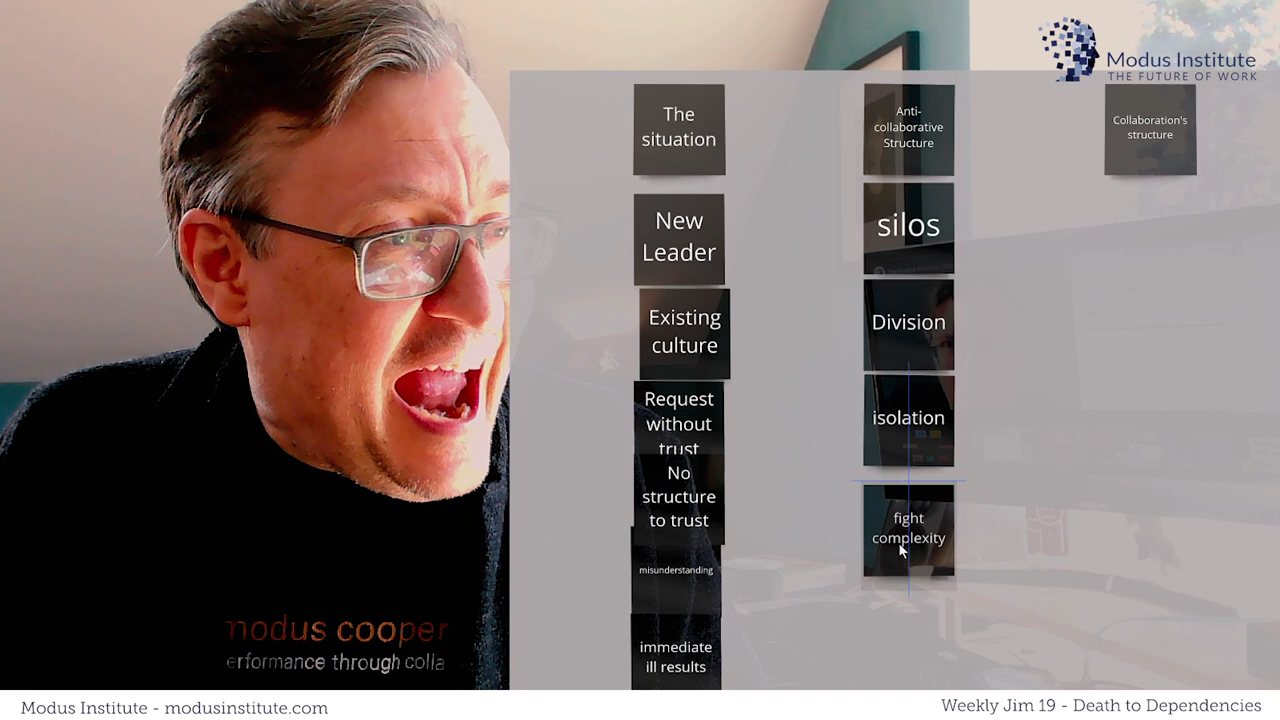 Modus Institute
THE FUTURE OF WORK
The
situation
New
Leader
Existing
culture
Request
without
trust
No
structure
to trust
misunderstanding
immediate
ill results
Anti-
collaborative
Structure
silos
Division
isolation
fight
complexity
Collaboration's
structure
modus cooper
erformance through colla
Modus Institute - modusinstitute.com
Weekly Jim 19 - Death to Dependencies